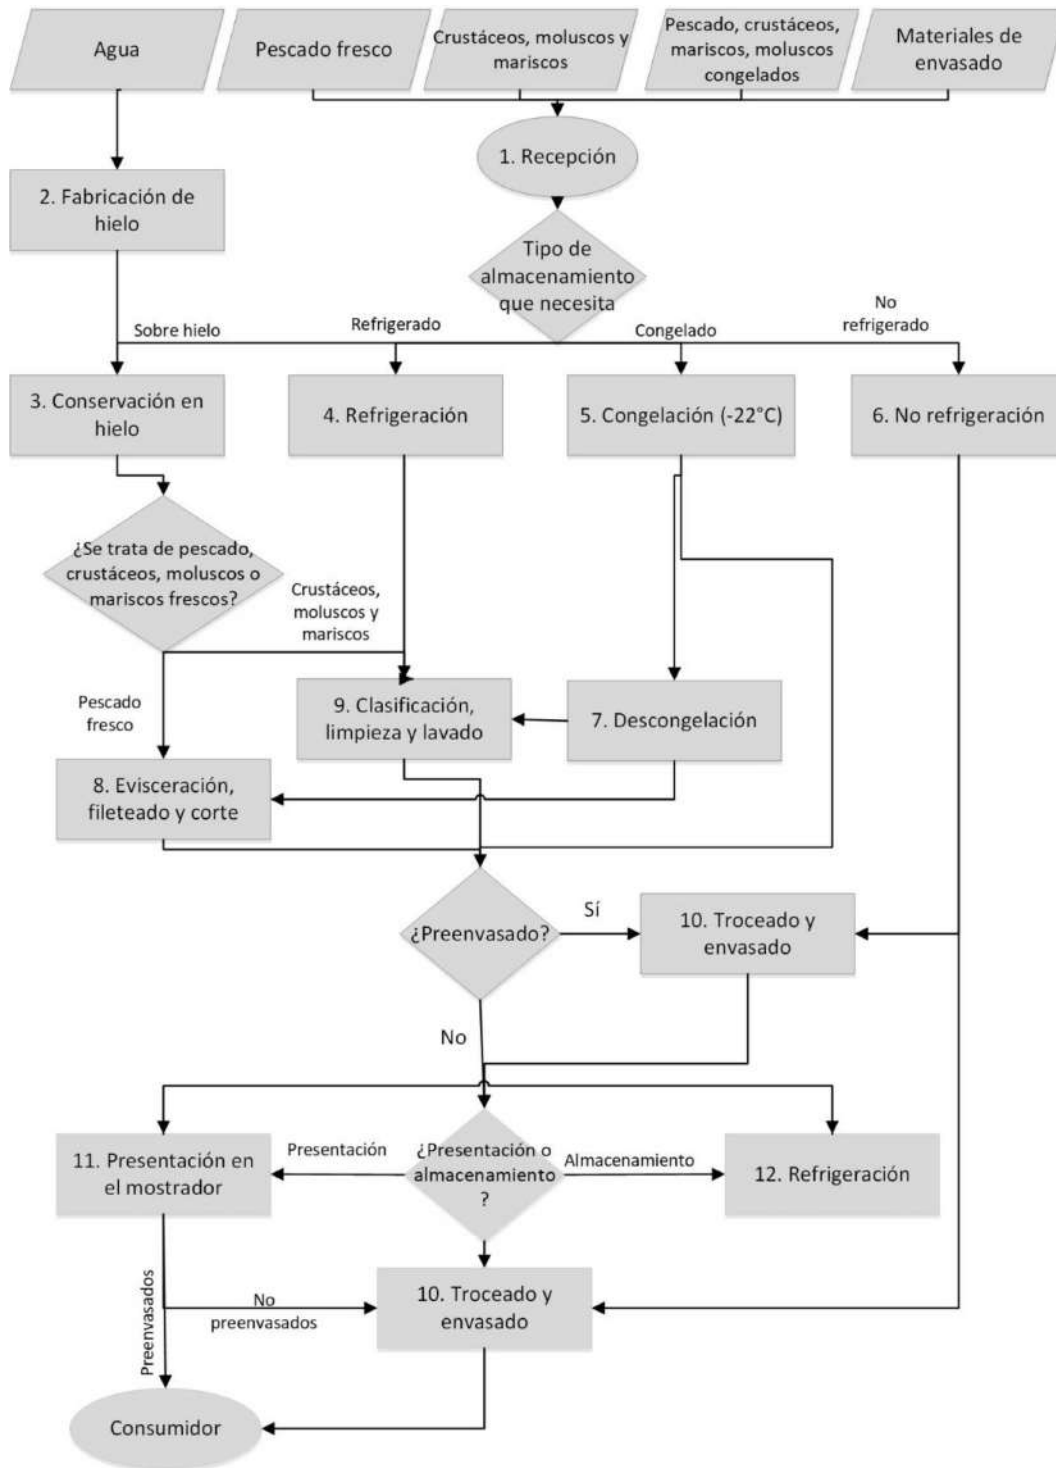 Agua
Pescado fresco
Crustáceos, moluscos y
mariscos
Pescado, crustáceos,
mariscos, moluscos
congelados
Materiales de
envasado
1. Recepción
2. Fabricación de
hielo
Tipo de
almacenamiento
que necesita
Sobre hielo
Refrigerado
Congelado
No
refrigerado
3. Conservación en
hielo
4. Refrigeración
5. Congelación (-22°C)
6. No refrigeración
¿Se trata de pescado,
crustáceos, moluscos o
mariscos frescos?
Crustáceos,
moluscos y
mariscos
Pescado
fresco
9. Clasificación,
limpieza y lavado
7. Descongelación
8. Evisceración,
fileteado y corte
¿Preenvasado?
Sí
10. Troceado y
envasado
No
11. Presentación en
el mostrador
Presentación
¿Presentación o
almacenamiento
?
Almacenamiento
12. Refrigeración
Preenvasados
No
preenvasados
10. Troceado y
envasado
Consumidor